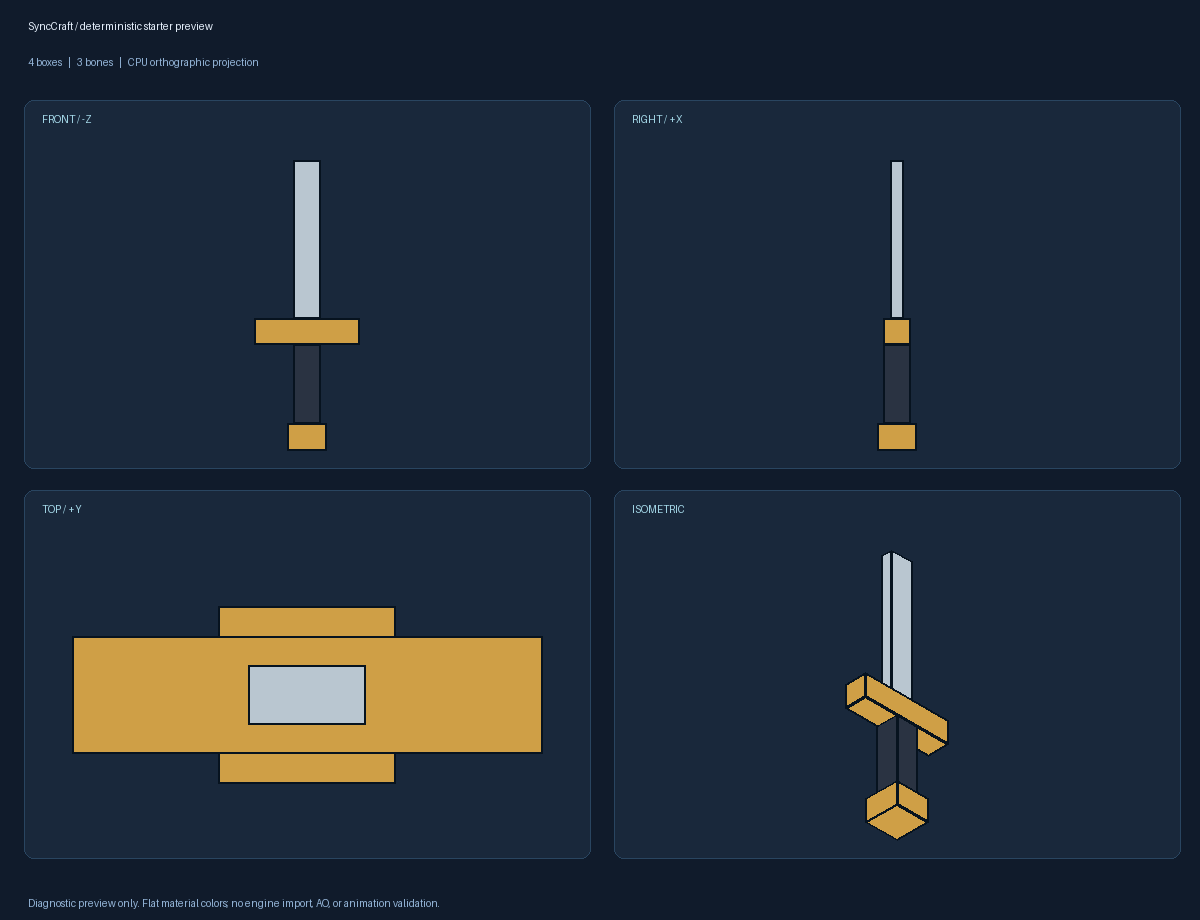 SyncCraft / deterministic starter preview
4 boxes | 3 bones | CPU orthographic projection
FRONT / -Z
RIGHT / +X
TOP / +Y
ISOMETRIC
Diagnostic preview only. Flat material colors; no engine import, AO, or animation validation.